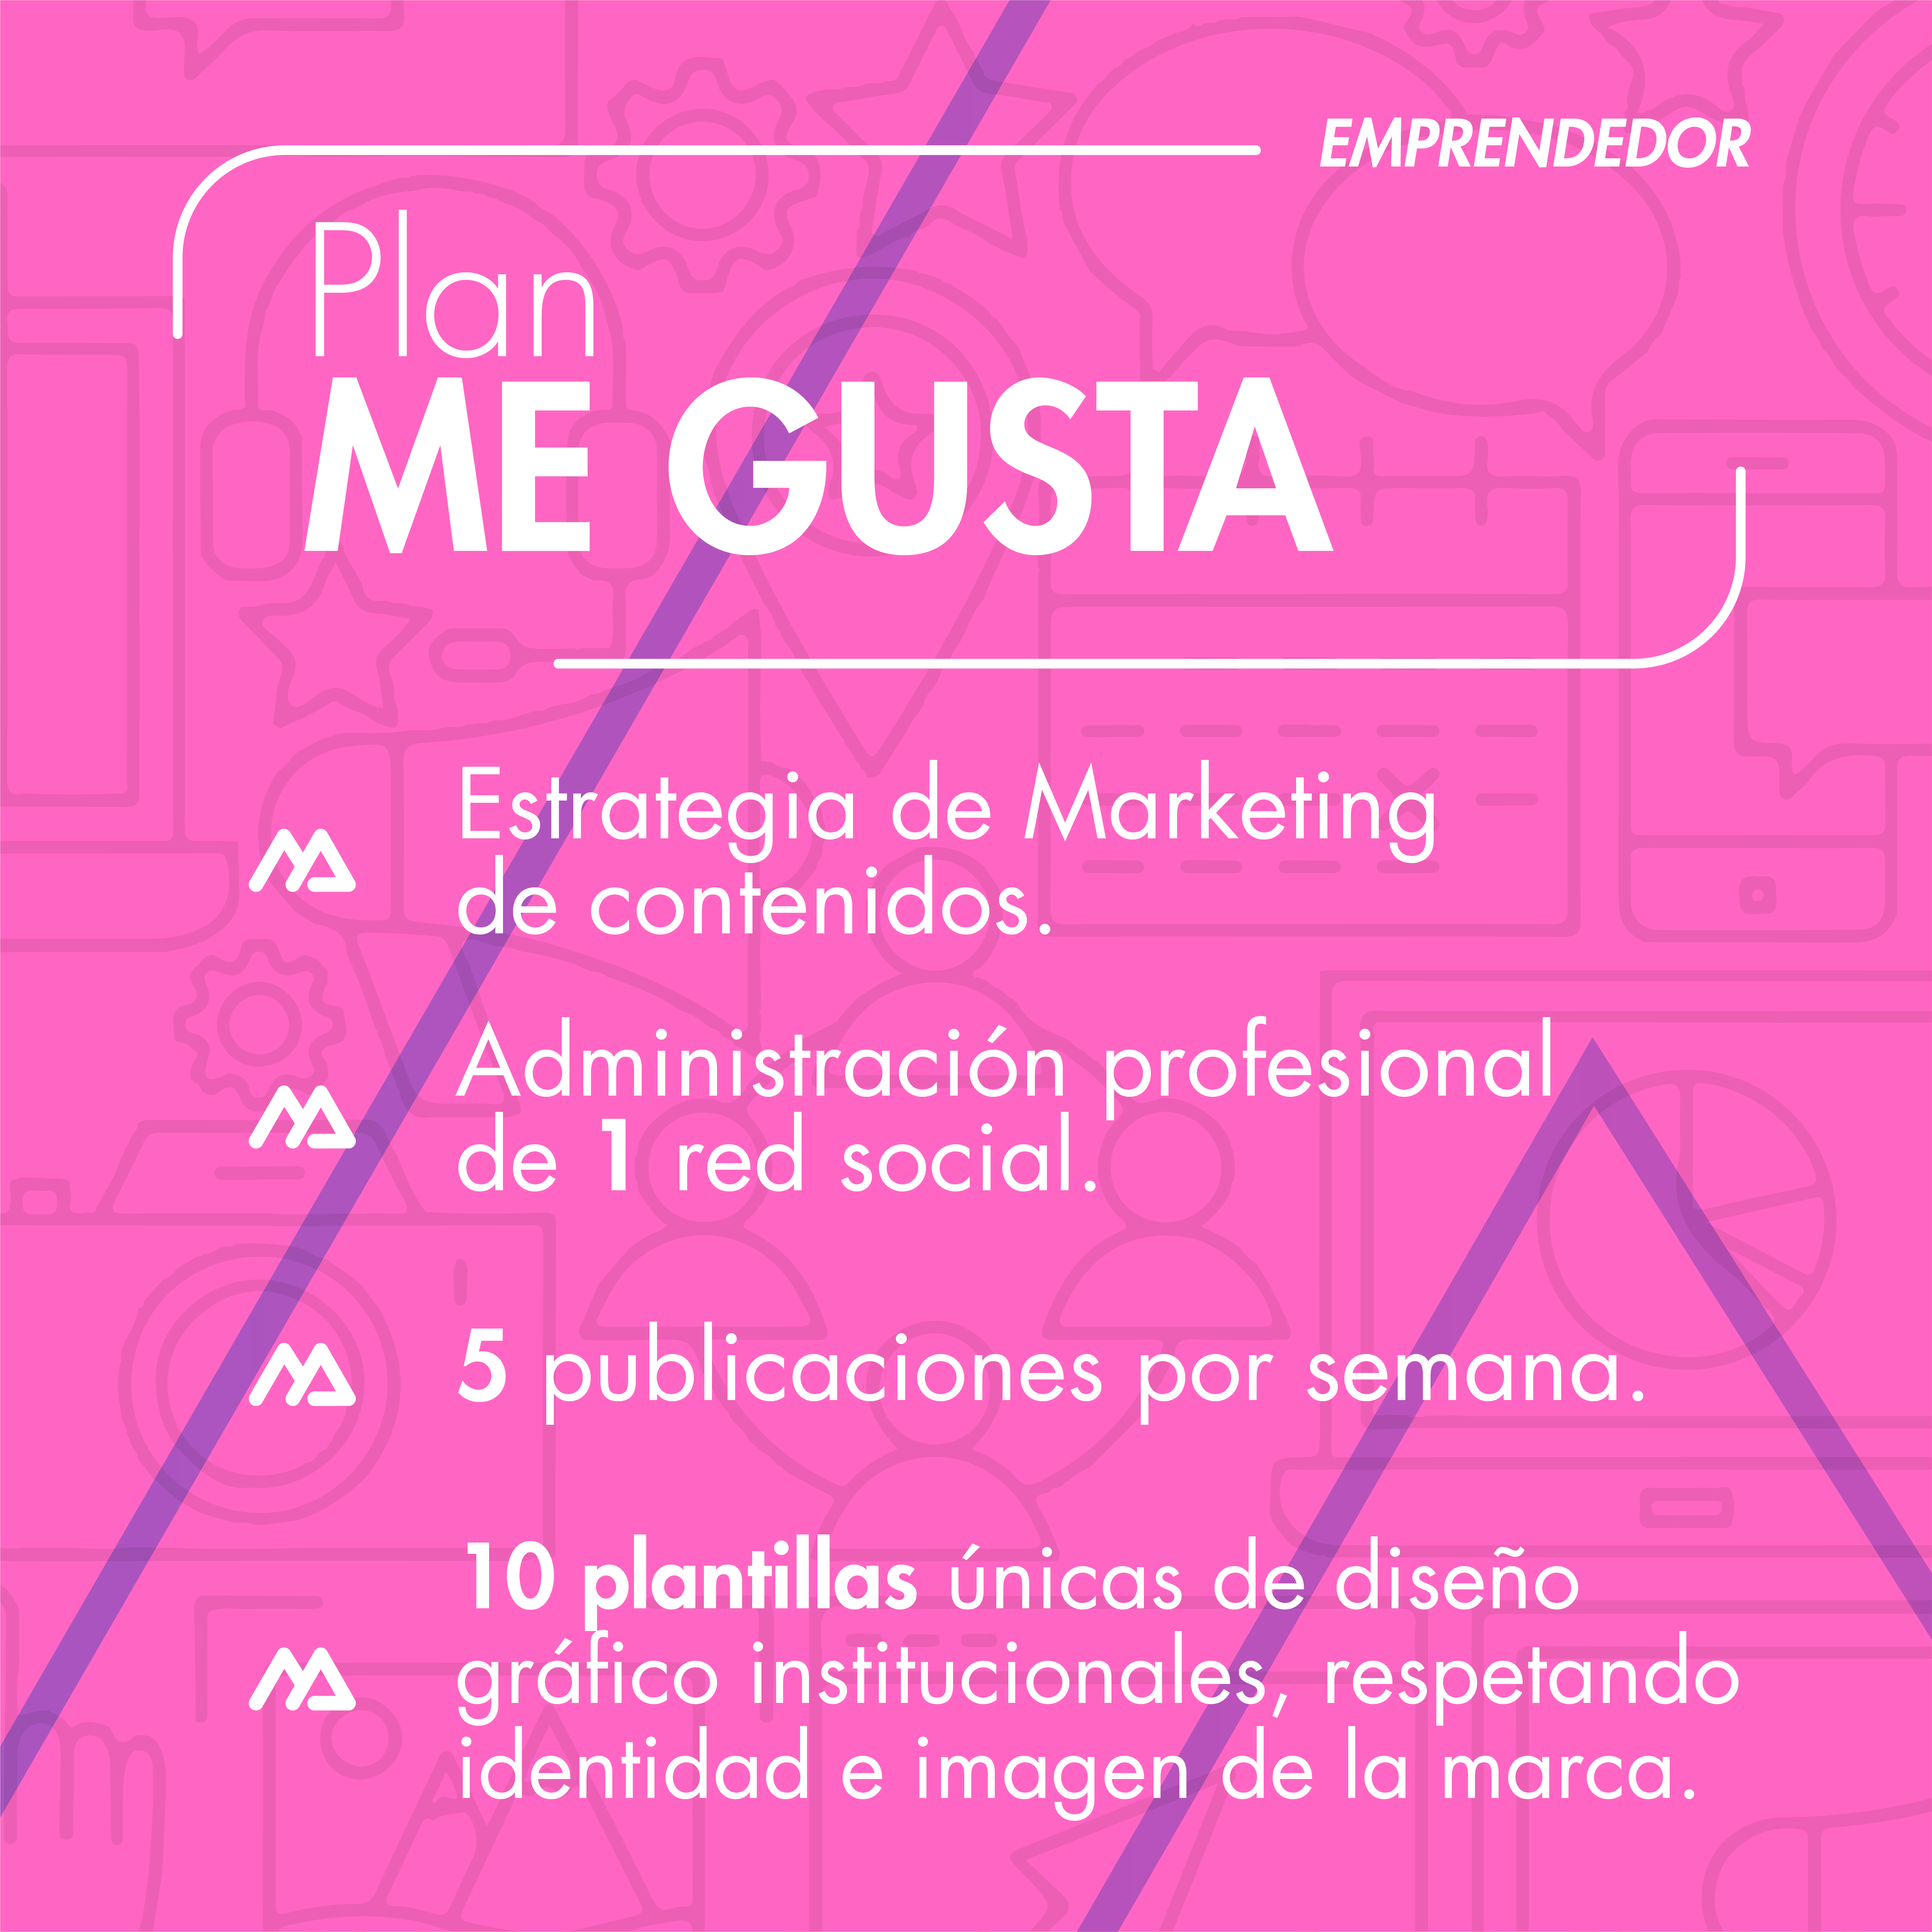 EMPRENDEDOR
Plan
ME GUSTA
Estrategia de Marketing
de contenidos.
Administración profesional
de 1 red social.
5 publicaciones por semana.
10 plantillas únicas de diseño
gráfico institucionales, respetando
identidad e imagen de la marca.